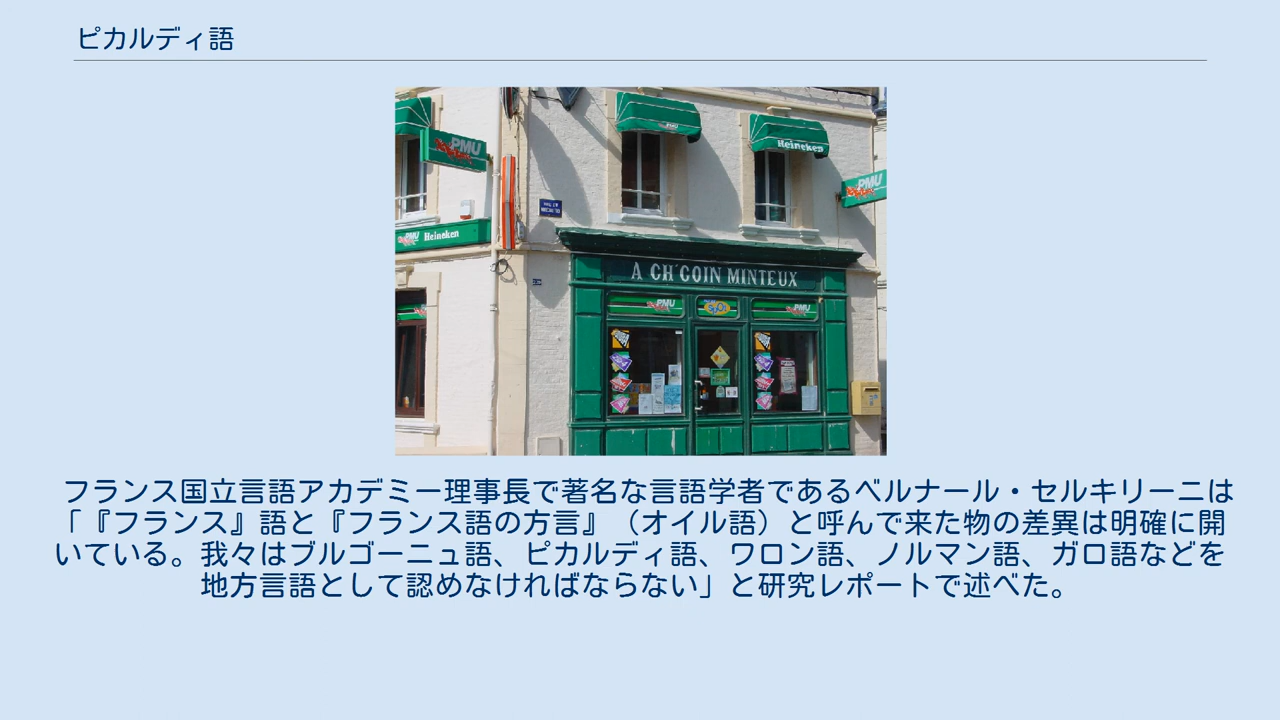 ピカルディ語
PMU
Heineken
PMU
PMU
Heineken
A CH'COIN MINTEUX
PMU
PMU
フランス国立言語アカデミー理事長で著名な言語学者であるベルナール・セルキリーニは
「『フランス』語と『フランス語の方言』（オイル語）と呼んで来た物の差異は明確に開
いている。我々はブルゴーニュ語、ピカルディ語、ワロン語、ノルマン語、ガロ語などを
地方言語として認めなければならない」と研究レポートで述べた。